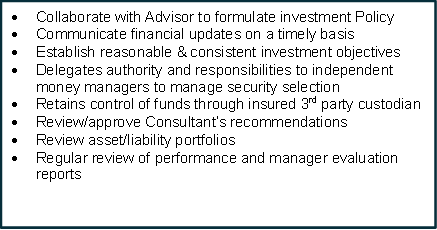 • Collaborate with Advisor to formulate investment Policy
• Communicate financial updates on a timely basis
• Establish reasonable & consistent investment objectives
• Delegates authority and responsibilities to independent
money managers to manage security selection
• Retains control of funds through insured 3rd party custodian
• Review/approve Consultant's recommendations
• Review asset/liability portfolios
• Regular review of performance and manager evaluation
reports